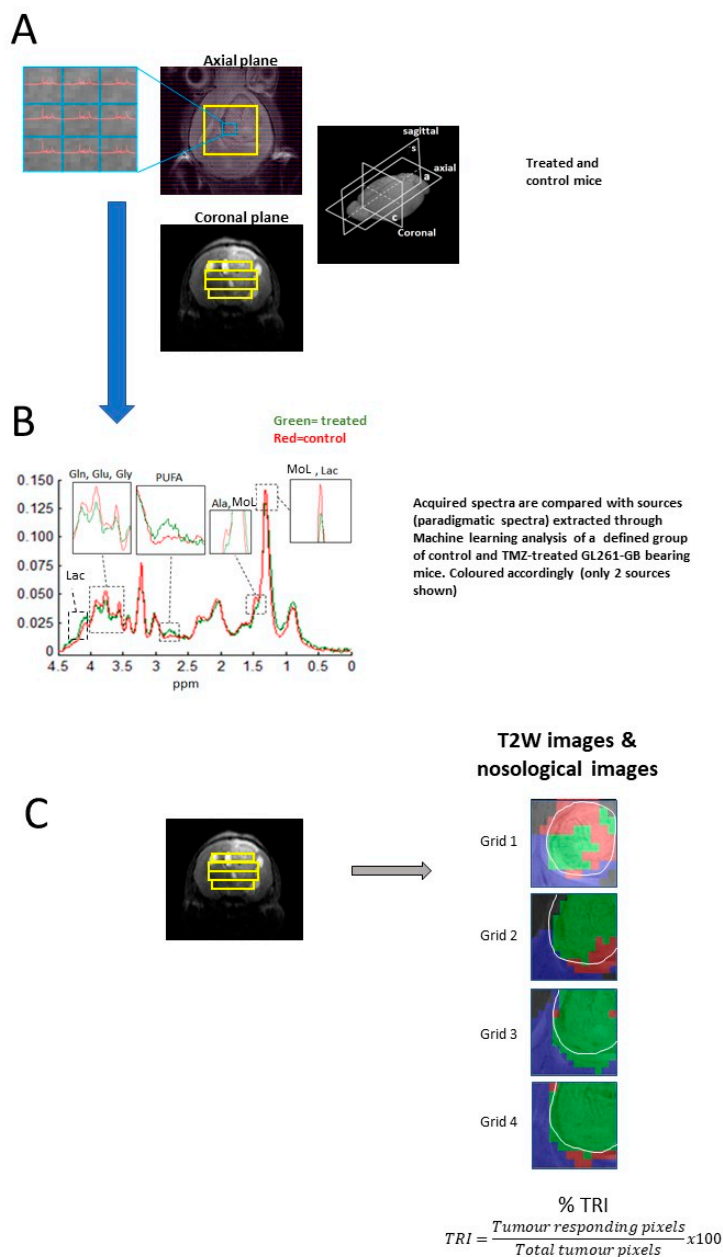 A
Axial plane
Coronal plane
sagittal
s
axial
a
c
Coronal
Treated and
control mice
B
Green= treated
Red=control
Gln, Glu, Gly
PUFA
Ala, MoL
MoL , Lac
Lac
0.150
0.125
0.100
0.075
0.050
0.025
0
4.5 4 3.5 3 2.5 2 1.5 1 0.5 0
ppm
Acquired spectra are compared with sources
(paradigmatic spectra) extracted through
Machine learning analysis of a defined group
of control and TMZ-treated GL261-GB bearing
mice. Coloured accordingly (only 2 sources
shown)
C
T2W images &
nosological images
Grid 1
Grid 2
Grid 3
Grid 4
% TRI
TRI = Tumour responding pixels / Total tumour pixels x100